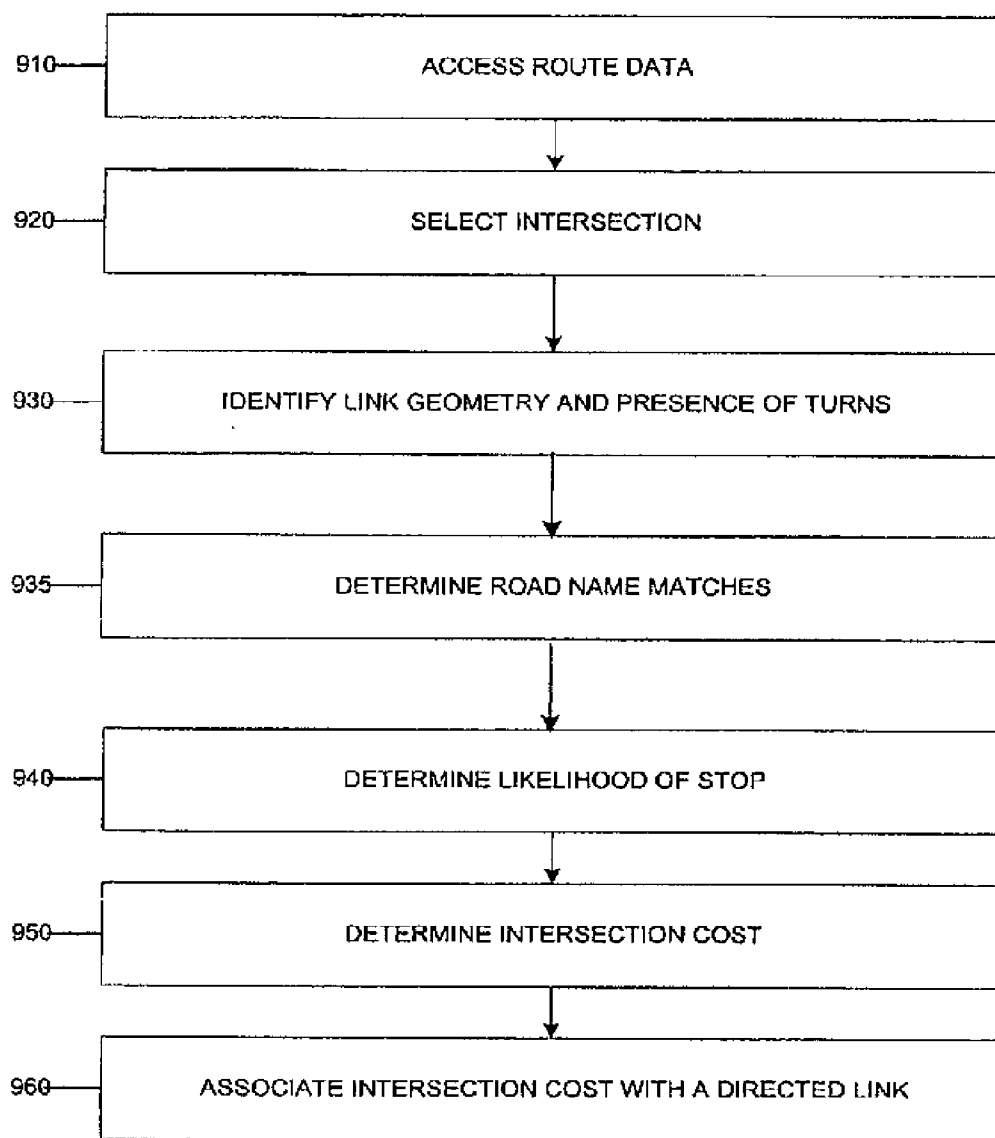 910 ACCESS ROUTE DATA
920 SELECT INTERSECTION
930 IDENTIFY LINK GEOMETRY AND PRESENCE OF TURNS
935 DETERMINE ROAD NAME MATCHES
940 DETERMINE LIKELIHOOD OF STOP
950 DETERMINE INTERSECTION COST
960 ASSOCIATE INTERSECTION COST WITH A DIRECTED LINK